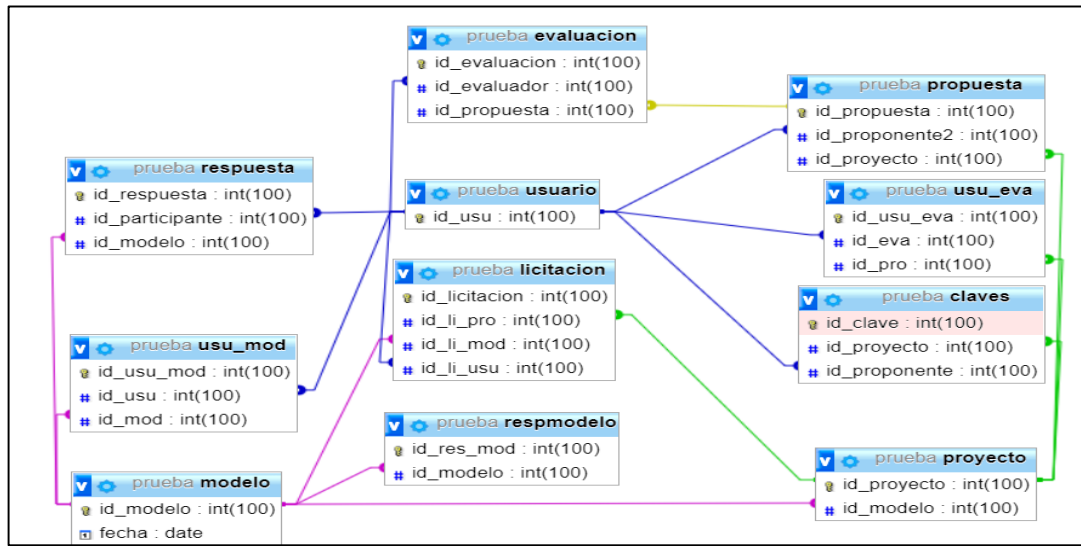 prueba evaluacion
id_evaluacion : int(100)
id_evaluador : int(100)
id_propuesta : int(100)
prueba propuesta
id_propuesta : int(100)
id_proponente2 : int(100)
id_proyecto : int(100)
prueba respuesta
id_respuesta : int(100)
id_participante : int(100)
id_modelo : int(100)
prueba usuario
id_usu : int(100)
prueba usu_eva
id_usu_eva : int(100)
id_eva : int(100)
id_pro : int(100)
prueba licitacion
id_licitacion : int(100)
id_li_pro : int(100)
id_li_mod : int(100)
id_li_usu : int(100)
prueba claves
id_clave : int(100)
id_proyecto : int(100)
id_proponente : int(100)
prueba usu_mod
id_usu_mod : int(100)
id_usu : int(100)
id_mod : int(100)
prueba respmodelo
id_res_mod : int(100)
id_modelo : int(100)
prueba proyecto
id_proyecto : int(100)
id_modelo : int(100)
prueba modelo
id_modelo : int(100)
fecha : date